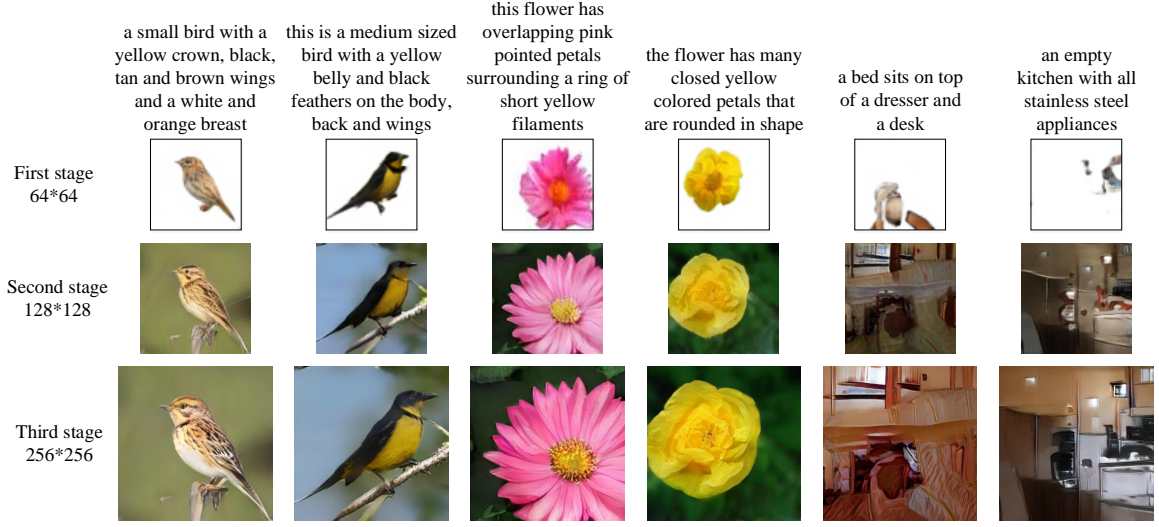 a small bird with a
yellow crown, black,
tan and brown wings
and a white and
orange breast
this is a medium sized
bird with a yellow
belly and black
feathers on the body,
back and wings
this flower has
overlapping pink
pointed petals
surrounding a ring of
short yellow
filaments
the flower has many
closed yellow
colored petals that
are rounded in shape
a bed sits on top
of a dresser and
a desk
an empty
kitchen with all
stainless steel
appliances
First stage
64*64
Second stage
128*128
Third stage
256*256